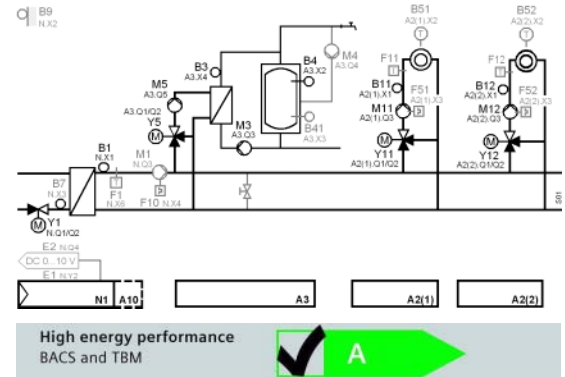 B9
N.X2
B3
A3.X4
B4
A3.X2
M4
A3.Q4
B51
A2(1).X2
B52
A2(2).X2
M5
A3.Q5
A3.Q1/Q2
Y5
M
M3
A3.Q3
B41
A3.X3
F11
T
B11
A2(1).X1
M11
A2(1).Q3
F51
A2(1).X3
Y11
A2(1).Q1/Q2
M
F12
T
B12
A2(2).X1
M12
A2(2).Q3
F52
A2(2).X3
Y12
A2(2).Q1/Q2
M
B1
N.X1
M1
N.Q3
B7
N.X3
F1
N.X6
F10 N.X4
Y1
N.Q1/Q2
M
S01
E2 N.Q4
DC 0...10 V
E1 N.Y2
N1 A10
A3
A2(1)
A2(2)
High energy performance
BACS and TBM
A